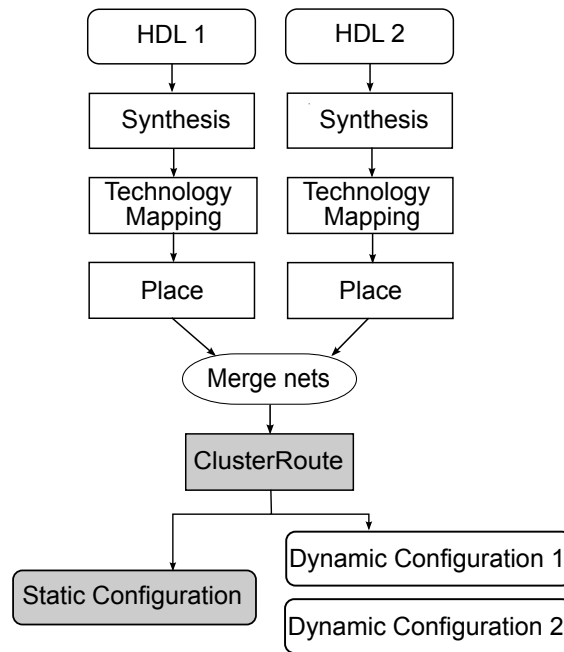 HDL 1
HDL 2
Synthesis
Synthesis
Technology
Mapping
Technology
Mapping
Place
Place
Merge nets
ClusterRoute
Static Configuration
Dynamic Configuration 1
Dynamic Configuration 2